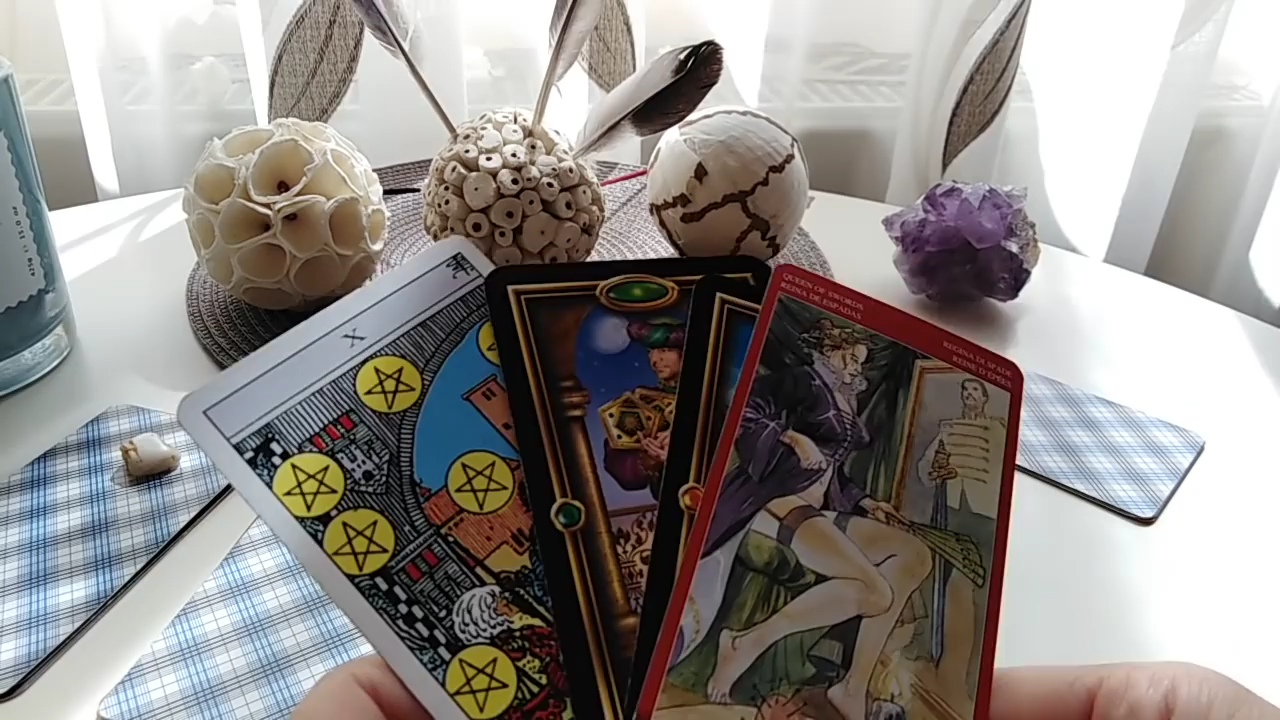 X
QUEEN OF SWORDS
REINA DE ESPADAS
REGINA DI SPADE
REINE D'ÉPÉES